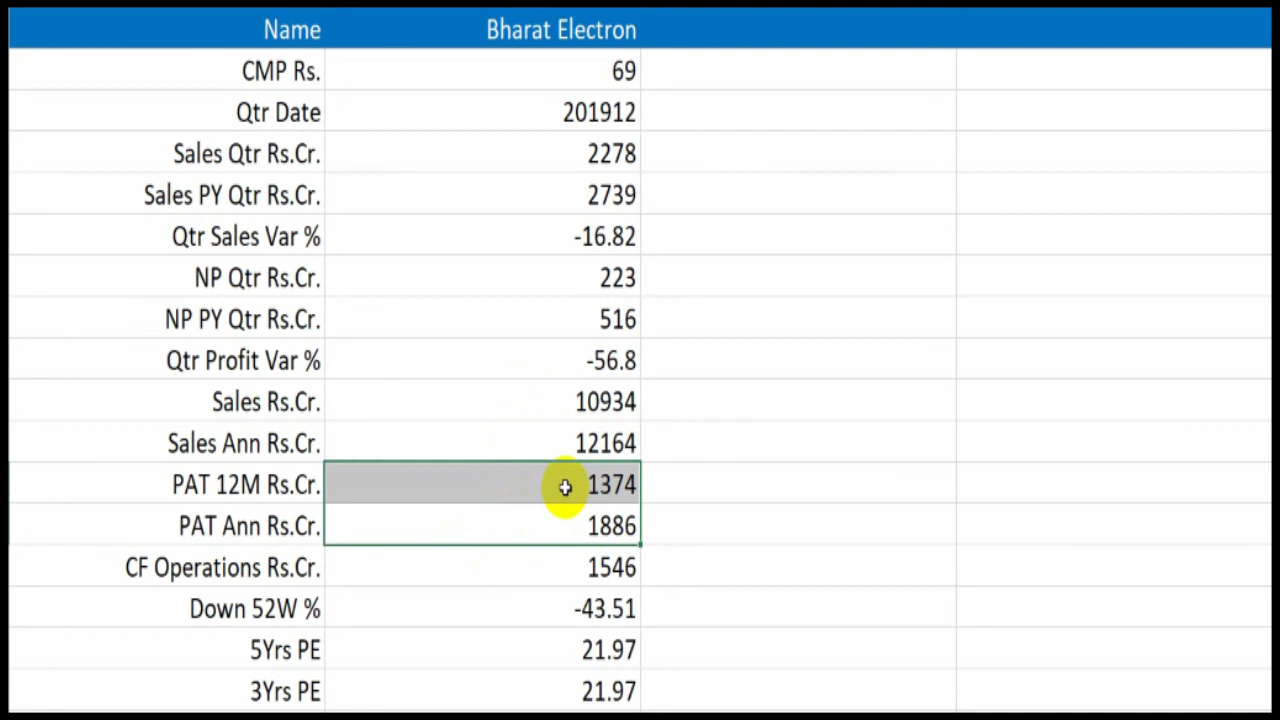 Name Bharat Electron
CMP Rs. 69
Qtr Date 201912
Sales Qtr Rs.Cr. 2278
Sales PY Qtr Rs.Cr. 2739
Qtr Sales Var % -16.82
NP Qtr Rs.Cr. 223
NP PY Qtr Rs.Cr. 516
Qtr Profit Var % -56.8
Sales Rs.Cr. 10934
Sales Ann Rs.Cr. 12164
PAT 12M Rs.Cr. 1374
PAT Ann Rs.Cr. 1886
CF Operations Rs.Cr. 1546
Down 52W % -43.51
5Yrs PE 21.97
3Yrs PE 21.97